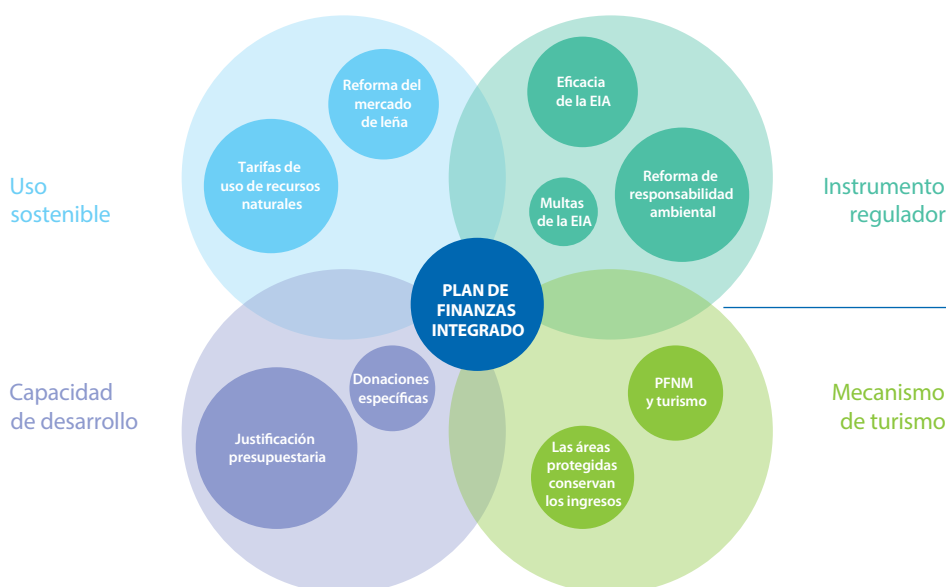 Uso
sostenible
Reforma del
mercado
de leña
Tarifas de
uso de recursos
naturales
Eficacia
de la EIA
Multas
de la EIA
Reforma de
responsabilidad
ambiental
Instrumento
regulador
PLAN DE
FINANZAS
INTEGRADO
Capacidad
de desarrollo
Donaciones
específicas
Justificación
presupuestaria
PFNM
y turismo
Las áreas
protegidas
conservan
los ingresos
Mecanismo
de turismo